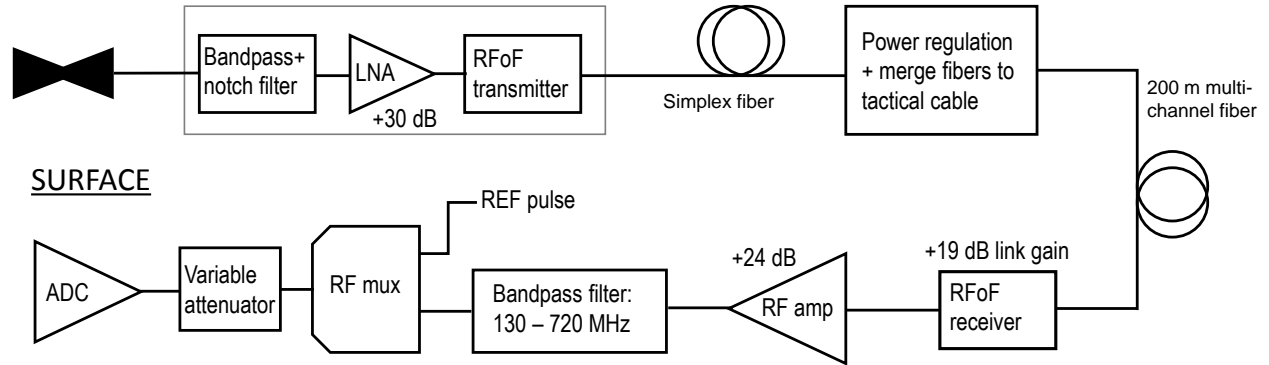 Bandpass+
notch filter
LNA
+30 dB
RFoF
transmitter
Simplex fiber
Power regulation
+ merge fibers to
tactical cable
200 m multi-
channel fiber
SURFACE
ADC
Variable
attenuator
RF mux
REF pulse
Bandpass filter:
130 – 720 MHz
+24 dB
RF amp
+19 dB link gain
RFoF
receiver